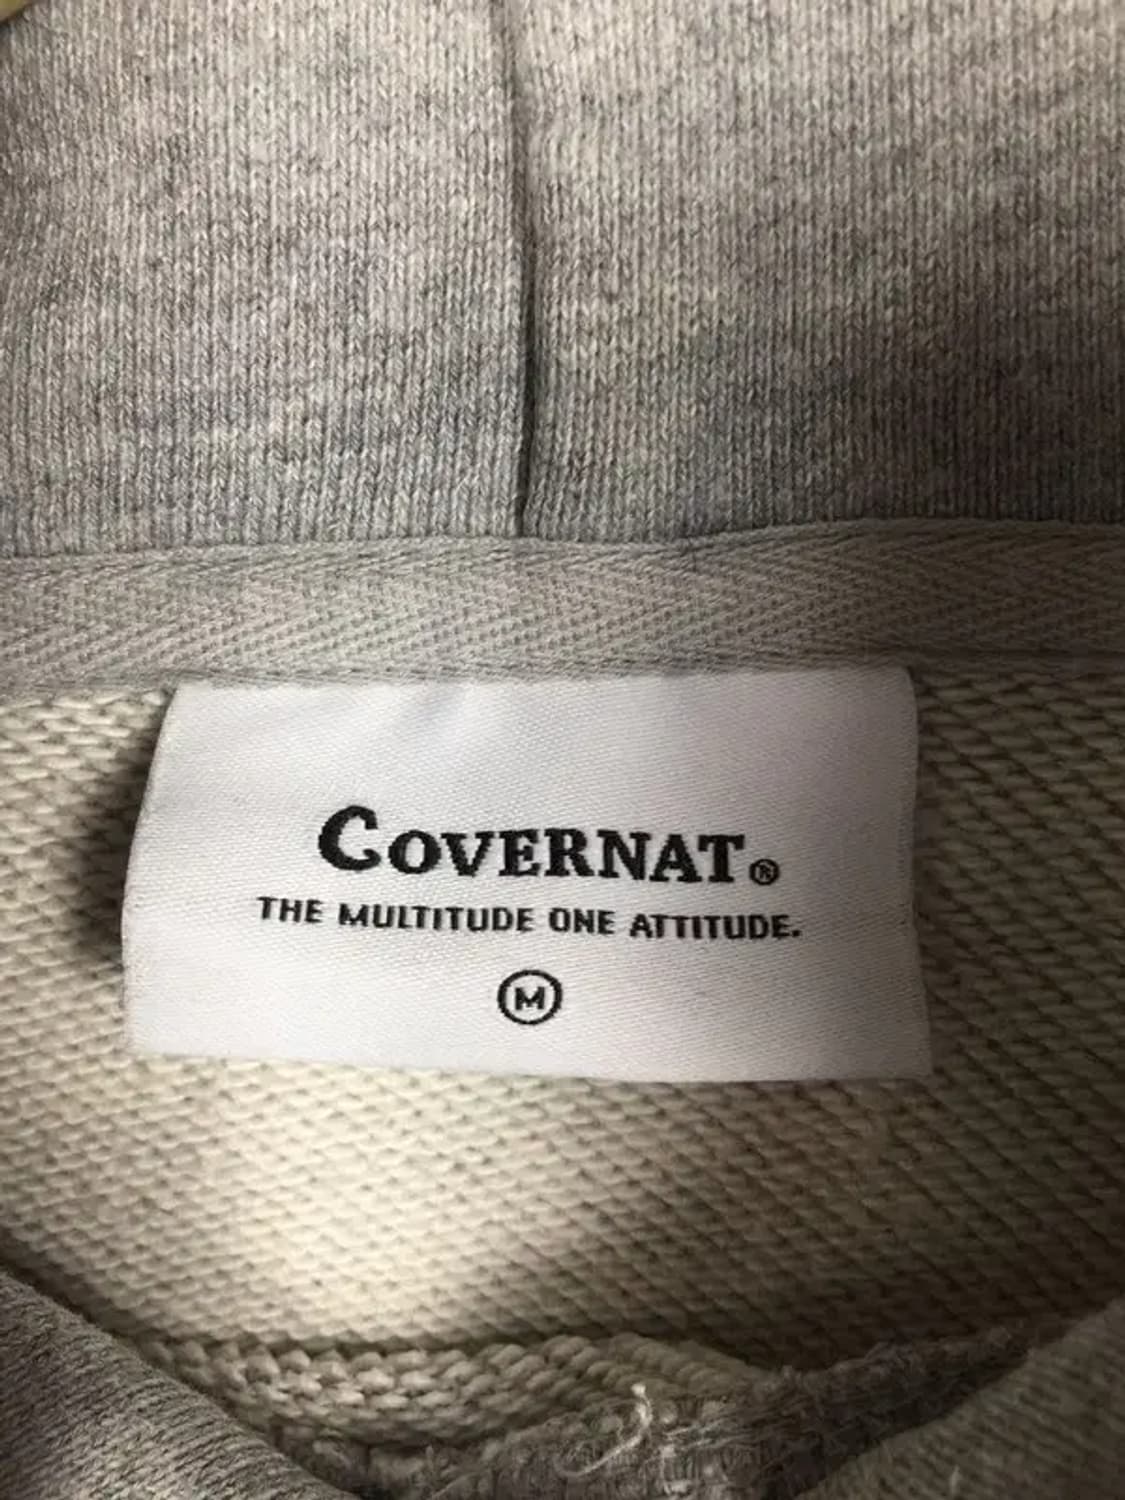 COVERNAT.®
THE MULTITUDE ONE ATTITUDE.
M